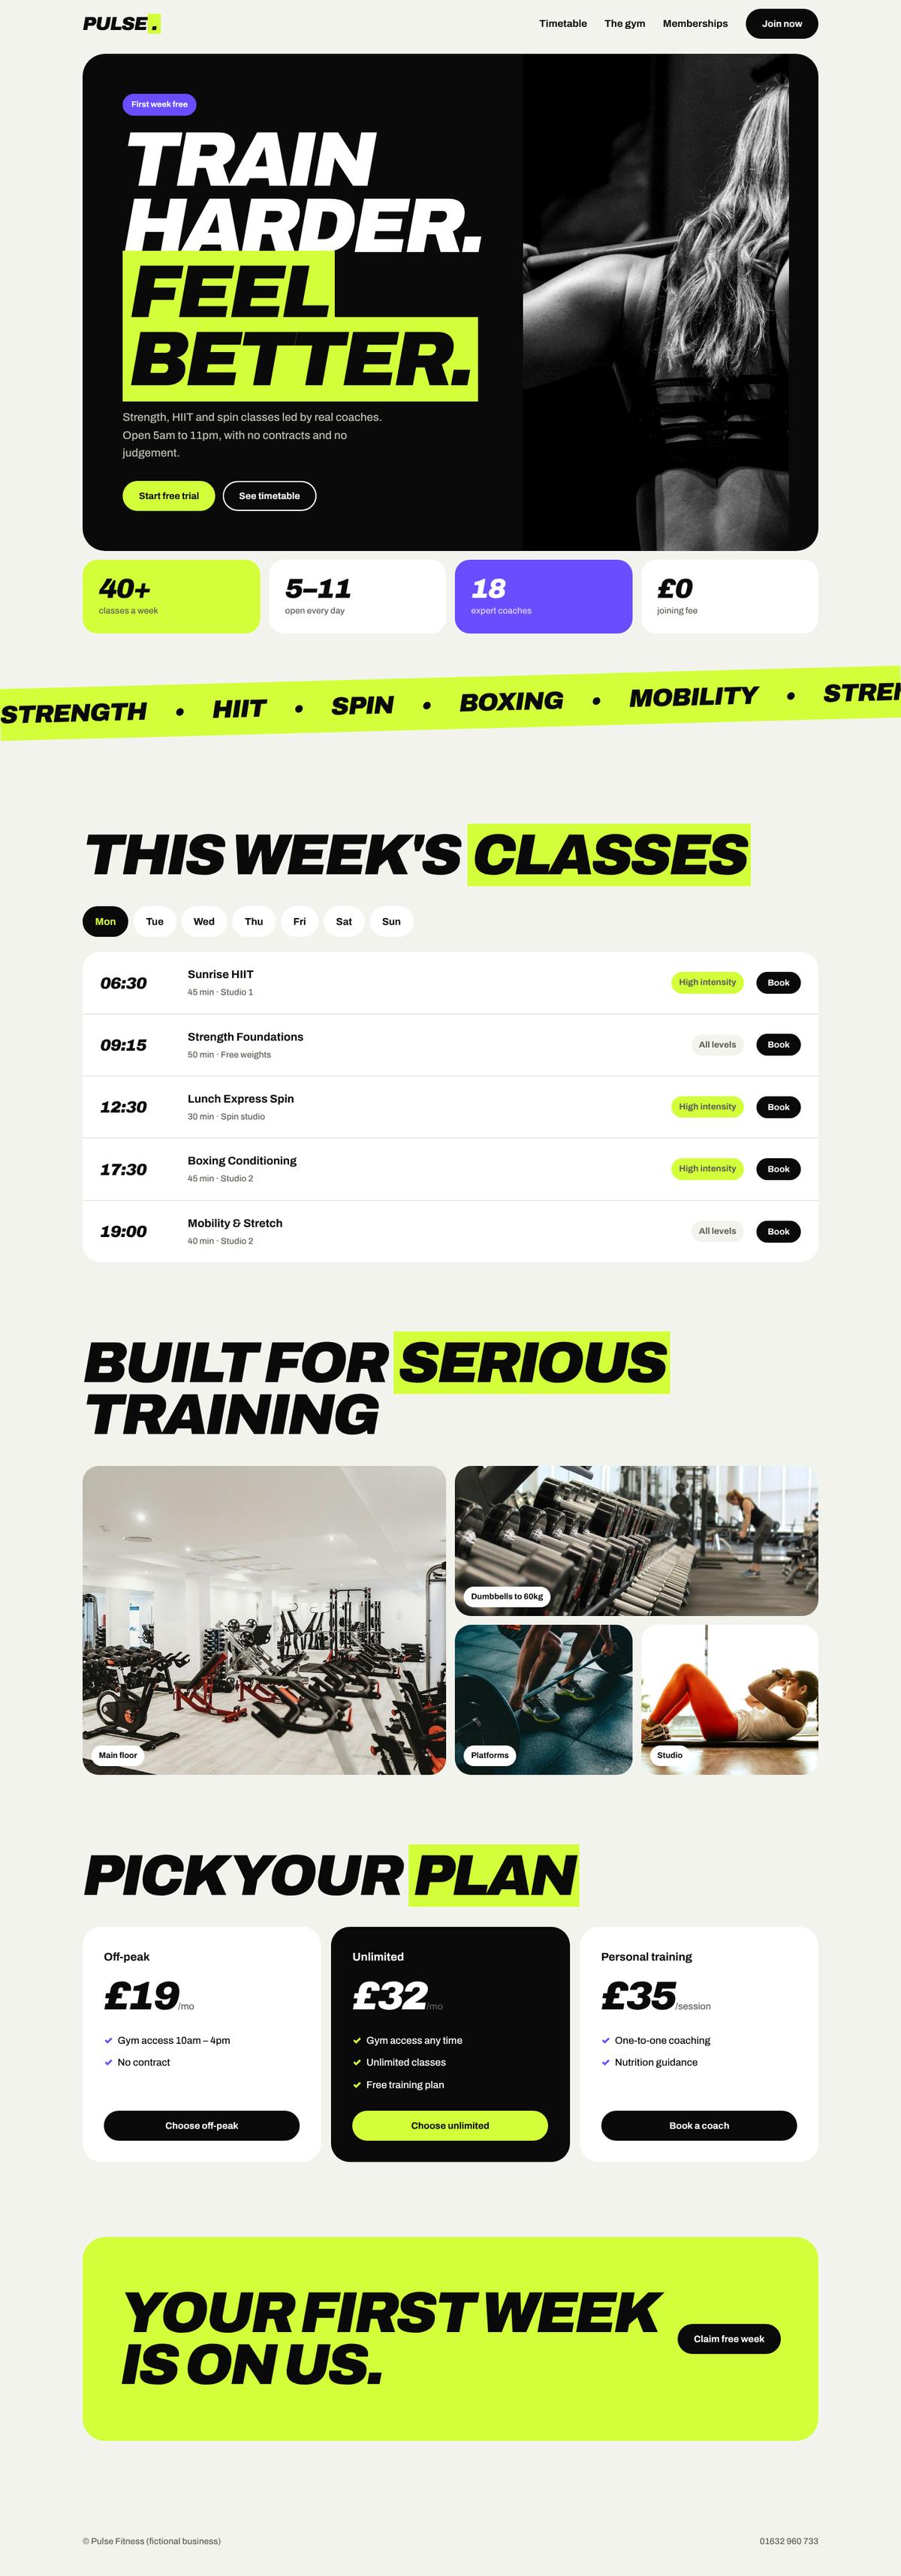 PULSE.
Timetable The gym Memberships Join now
First week free
TRAIN
HARDER.
FEEL
BETTER.
Strength, HIIT and spin classes led by real coaches.
Open 5am to 11pm, with no contracts and no
judgement.
Start free trial See timetable
40+ 5–11 18 £0
classes a week open every day expert coaches joining fee
STRENGTH • HIIT • SPIN • BOXING • MOBILITY • STREN
THIS WEEK'S CLASSES
Mon Tue Wed Thu Fri Sat Sun
06:30 Sunrise HIIT High intensity Book
45 min · Studio 1
09:15 Strength Foundations All levels Book
50 min · Free weights
12:30 Lunch Express Spin High intensity Book
30 min · Spin studio
17:30 Boxing Conditioning High intensity Book
45 min · Studio 2
19:00 Mobility & Stretch All levels Book
40 min · Studio 2
BUILT FOR SERIOUS
TRAINING
Dumbbells to 60kg
Main floor Platforms Studio
PICK YOUR PLAN
Off-peak
£19/mo
Gym access 10am – 4pm
No contract
Choose off-peak
Unlimited
£32/mo
Gym access any time
Unlimited classes
Free training plan
Choose unlimited
Personal training
£35/session
One-to-one coaching
Nutrition guidance
Book a coach
YOUR FIRST WEEK
IS ON US.
Claim free week
© Pulse Fitness (fictional business) 01632 960 733